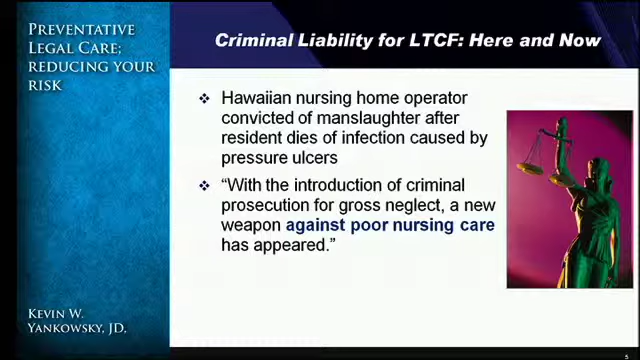 PREVENTATIVE
LEGAL CARE;
REDUCING YOUR
RISK
Criminal Liability for LTCF: Here and Now
❖ Hawaiian nursing home operator
convicted of manslaughter after
resident dies of infection caused by
pressure ulcers
❖ “With the introduction of criminal
prosecution for gross neglect, a new
weapon against poor nursing care
has appeared.”
KEVIN W.
YANKOWSKY, JD.
5